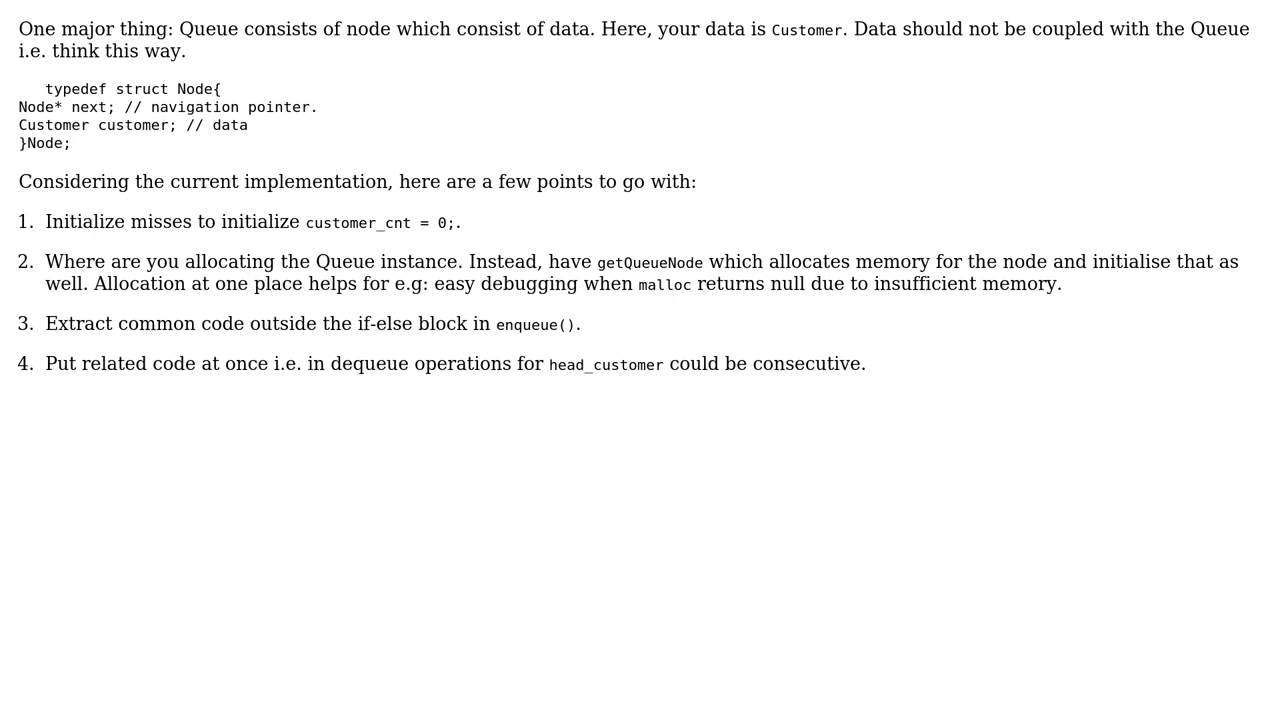 One major thing: Queue consists of node which consist of data. Here, your data is Customer. Data should not be coupled with the Queue
i.e. think this way.
typedef struct Node{
Node* next; // navigation pointer.
Customer customer; // data
}Node;
Considering the current implementation, here are a few points to go with:
1. Initialize misses to initialize customer_cnt = 0;.
2. Where are you allocating the Queue instance. Instead, have getQueueNode which allocates memory for the node and initialise that as
well. Allocation at one place helps for e.g: easy debugging when malloc returns null due to insufficient memory.
3. Extract common code outside the if-else block in enqueue().
4. Put related code at once i.e. in dequeue operations for head_customer could be consecutive.